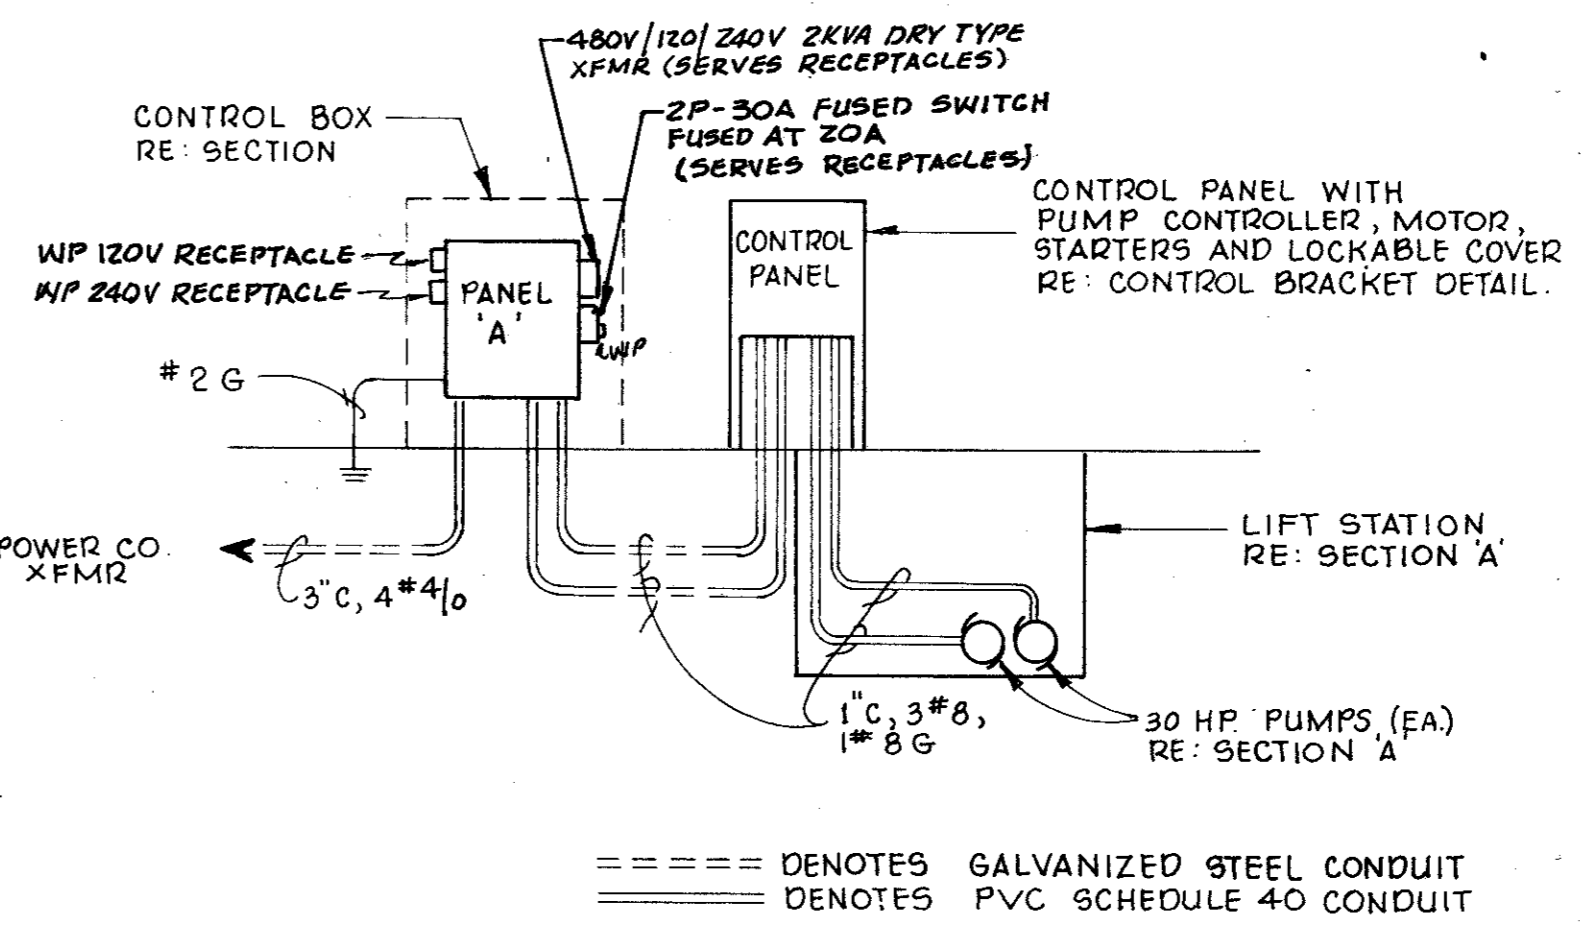 480V/120/240V 2KVA DRY TYPE
XFMR (SERVES RECEPTACLES)
2P-30A FUSED SWITCH
FUSED AT 20A
(SERVES RECEPTACLES)
CONTROL BOX
RE: SECTION
CONTROL PANEL WITH
PUMP CONTROLLER, MOTOR,
STARTERS AND LOCKABLE COVER
RE: CONTROL BRACKET DETAIL.
WP 120V RECEPTACLE
WP 240V RECEPTACLE
PANEL
'A'
WP
CONTROL
PANEL
#2 G
POWER CO.
XFMR
3"C, 4#4/0
LIFT STATION
RE: SECTION 'A'
1"C, 3#8,
1#8G
30 HP. PUMPS (EA.)
RE: SECTION 'A'
DENOTES GALVANIZED STEEL CONDUIT
DENOTES PVC SCHEDULE 40 CONDUIT